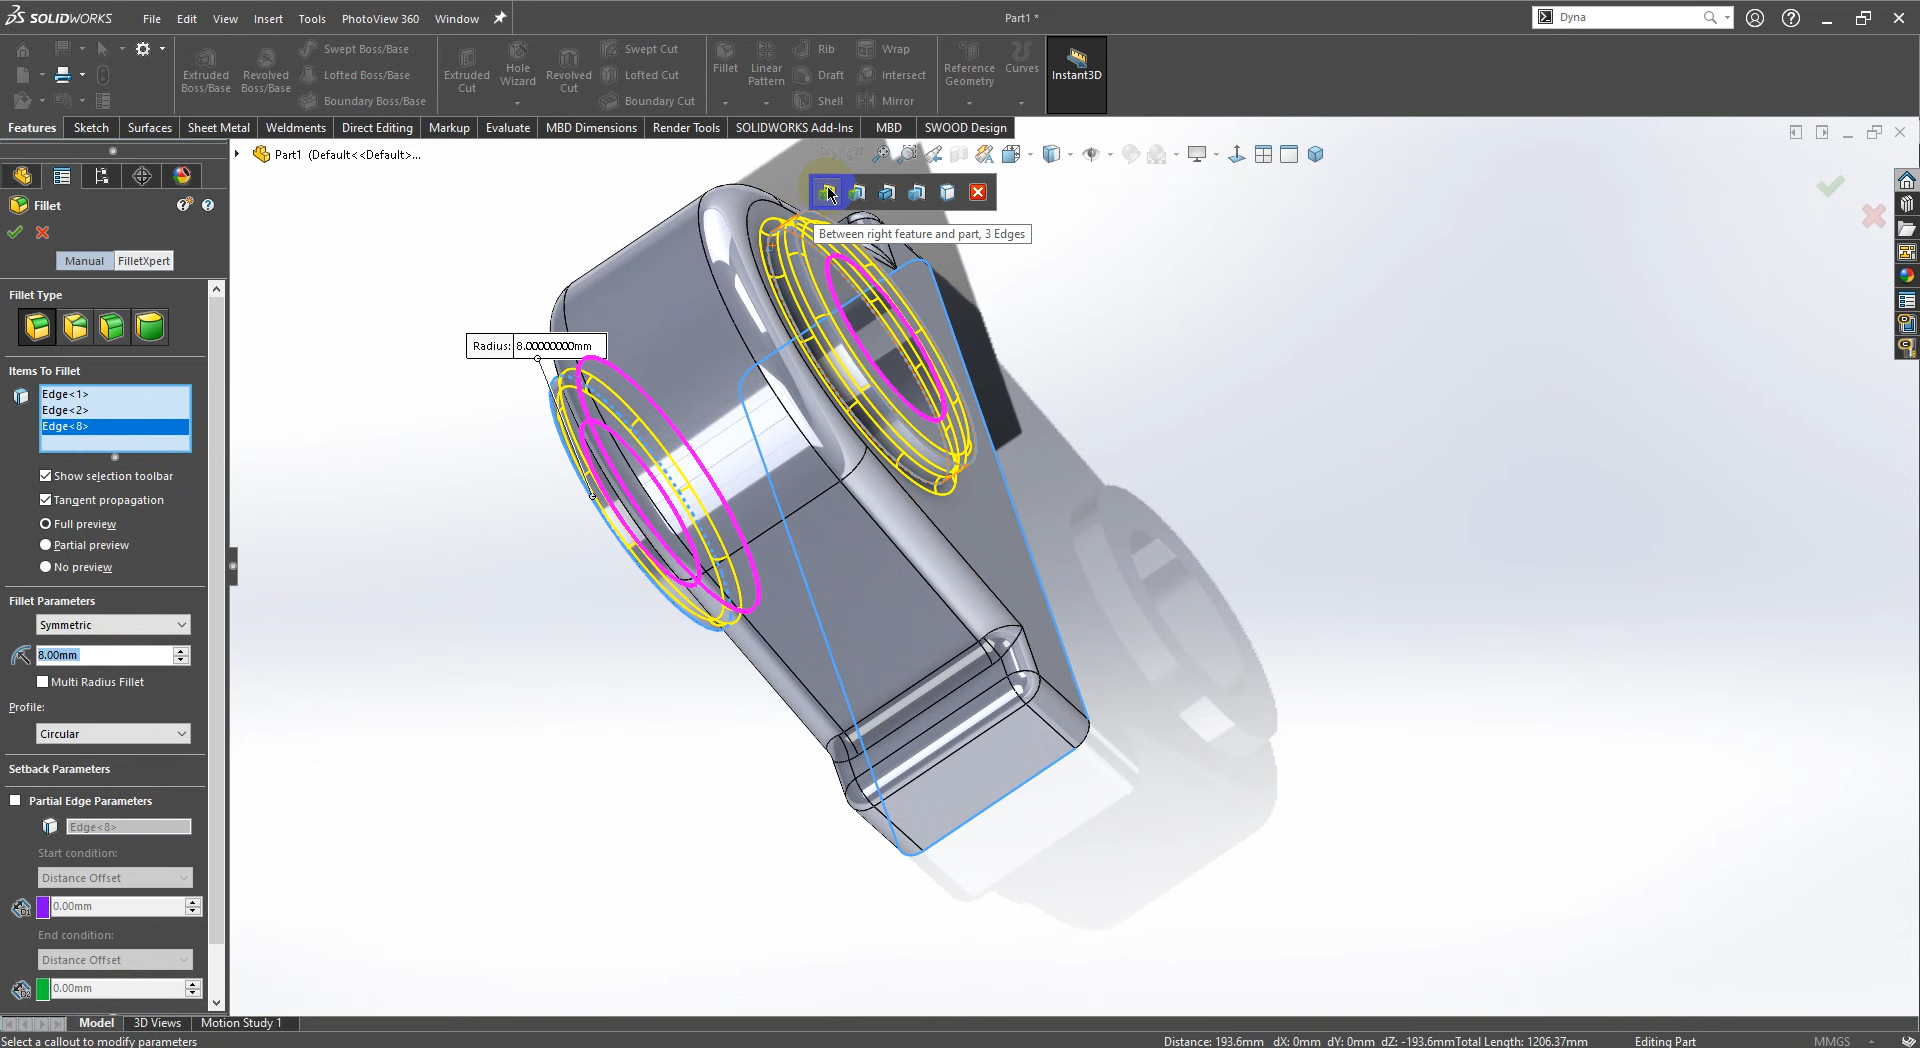 SOLIDWORKS File Edit View Insert Tools PhotoView 360 Window Part1 * Dyna
Extruded Boss/Base
Revolved Boss/Base
Swept Boss/Base
Lofted Boss/Base
Boundary Boss/Base
Extruded Cut
Hole Wizard
Revolved Cut
Swept Cut
Lofted Cut
Boundary Cut
Fillet
Linear Pattern
Rib
Draft
Shell
Wrap
Intersect
Mirror
Reference Geometry
Curves
Instant3D
Features Sketch Surfaces Sheet Metal Weldments Direct Editing Markup Evaluate MBD Dimensions Render Tools SOLIDWORKS Add-Ins MBD SWOOD Design
Part1 (Default<<Default>...
Fillet
Manual FilletXpert
Fillet Type
Items To Fillet
Edge<1>
Edge<2>
Edge<8>
Show selection toolbar
Tangent propagation
Full preview
Partial preview
No preview
Fillet Parameters
Symmetric
8.00mm
Multi Radius Fillet
Profile:
Circular
Setback Parameters
Partial Edge Parameters
Edge<8>
Start condition:
Distance Offset
0.00mm
End condition:
Distance Offset
0.00mm
Between right feature and part, 3 Edges
Radius: 8.00000000mm
Model 3D Views Motion Study 1
Select a callout to modify parameters
Distance: 193.6mm dX: 0mm dY: 0mm dZ: -193.6mmTotal Length: 1206.37mm Editing Part MMGS